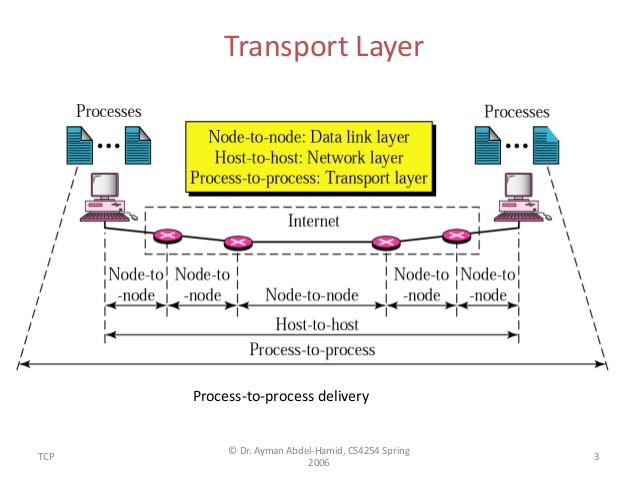 Transport Layer
Processes
Processes
Node-to-node: Data link layer
Host-to-host: Network layer
Process-to-process: Transport layer
Internet
Node-to
-node
Node-to
-node
Node-to-node
Node-to
-node
Node-to
-node
Host-to-host
Process-to-process
Process-to-process delivery
TCP
© Dr. Ayman Abdel-Hamid, CS4254 Spring
2006
3